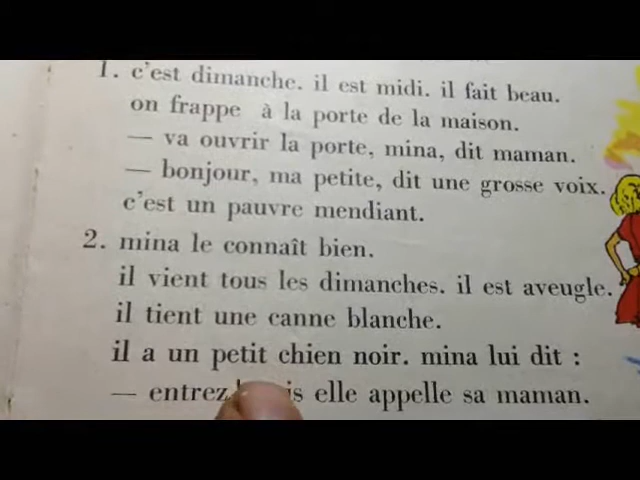 1. c'est dimanche. il est midi. il fait beau.
on frappe à la porte de la maison.
— va ouvrir la porte, mina, dit maman.
— bonjour, ma petite, dit une grosse voix.
c'est un pauvre mendiant.
2. mina le connaît bien.
il vient tous les dimanches. il est aveugle.
il tient une canne blanche.
il a un petit chien noir. mina lui dit :
— entrez elle appelle sa maman.